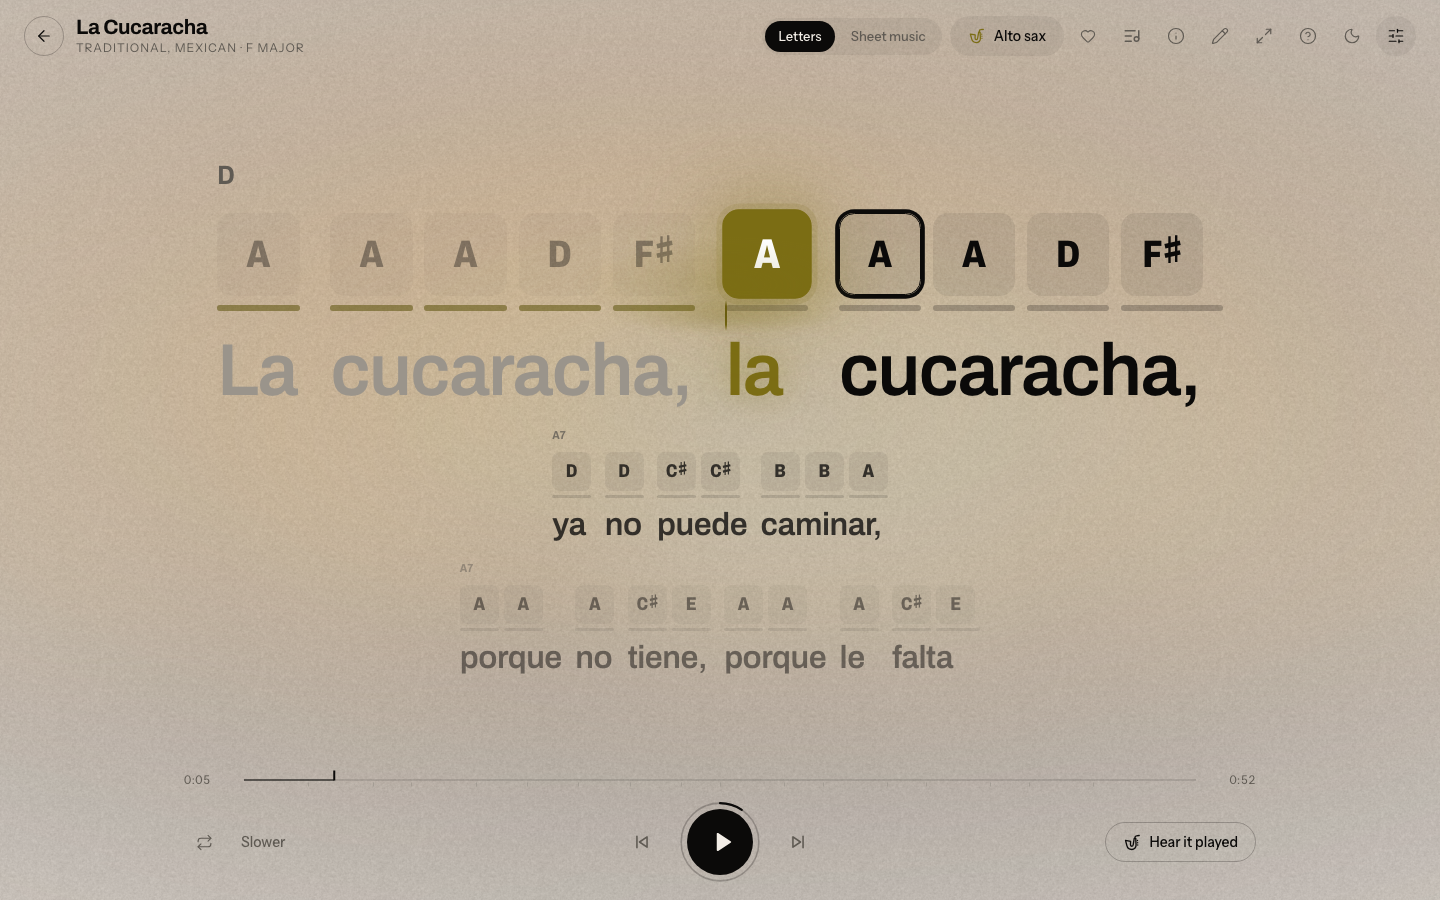 La Cucaracha
TRADITIONAL, MEXICAN · F MAJOR
Letters
Sheet music
Alto sax
D
A A A D F♯ A A A D F♯
La cucaracha, la cucaracha,
A7
D D C♯ C♯ B B A
ya no puede caminar,
A7
A A A C♯ E A A A C♯ E
porque no tiene, porque le falta
0:05
0:52
Slower
Hear it played